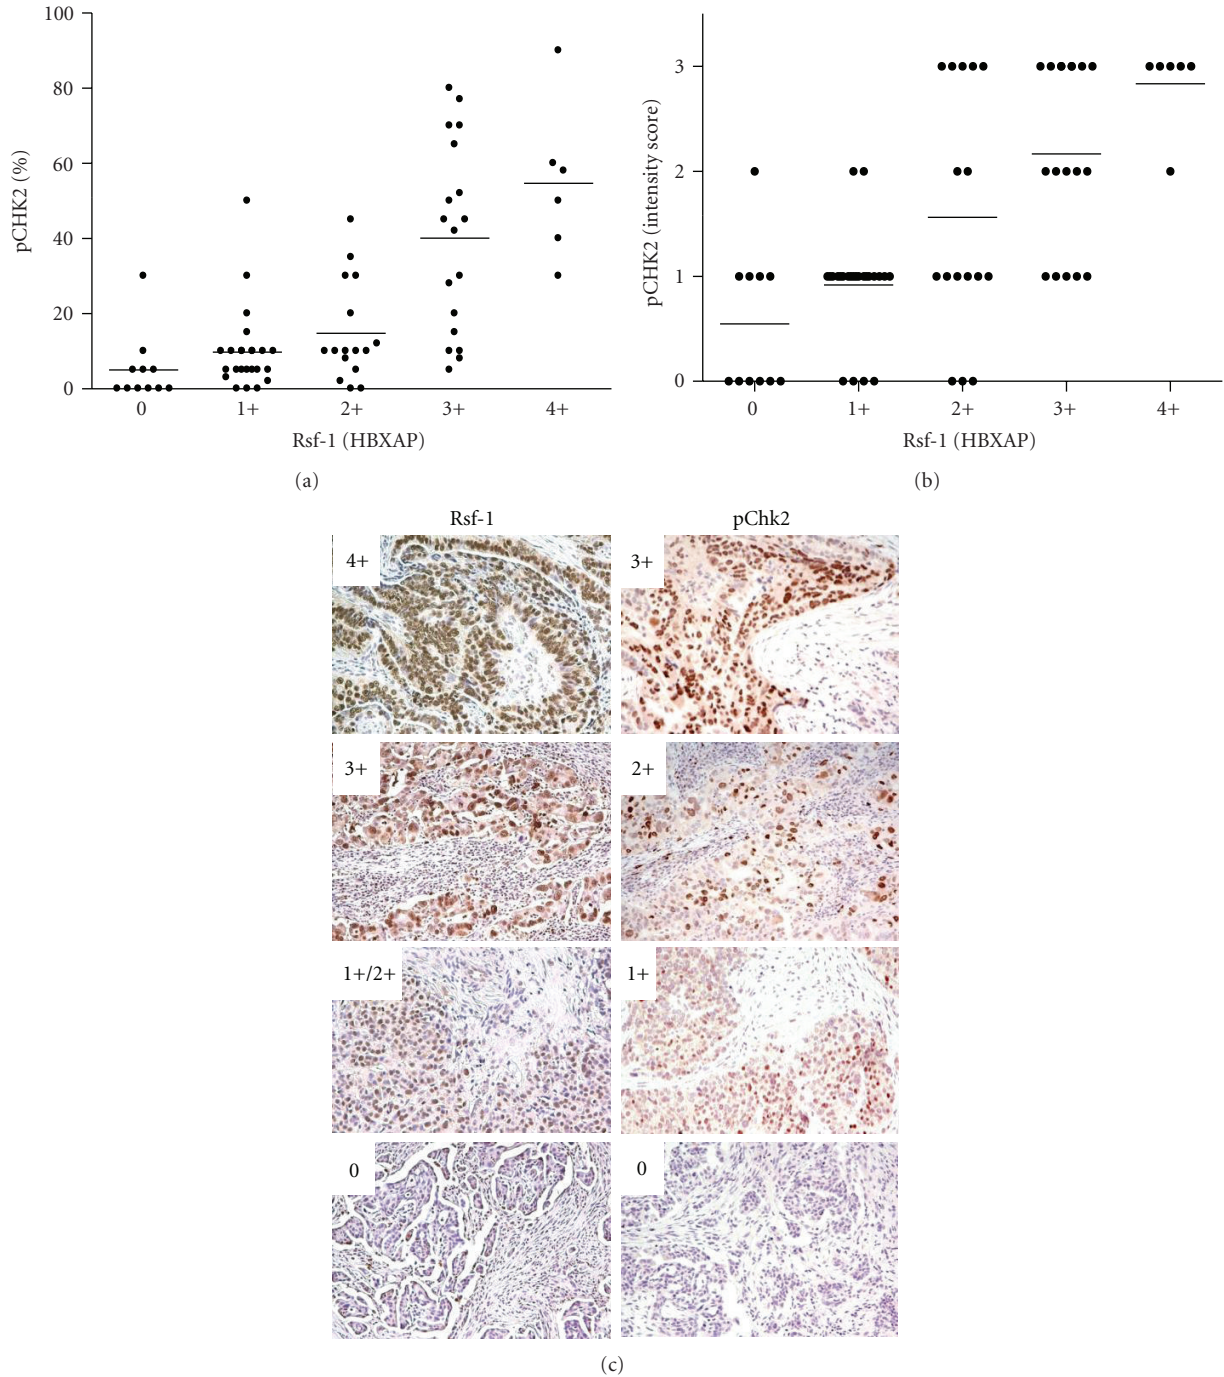 100
80
60
40
20
0
pCHK2 (%)
0 1+ 2+ 3+ 4+
Rsf-1 (HBXAP)
(a)
3
2
1
0
pCHK2 (intensity score)
0 1+ 2+ 3+ 4+
Rsf-1 (HBXAP)
(b)
Rsf-1 pChk2
4+ 3+
3+ 2+
1+/2+ 1+
0 0
(c)